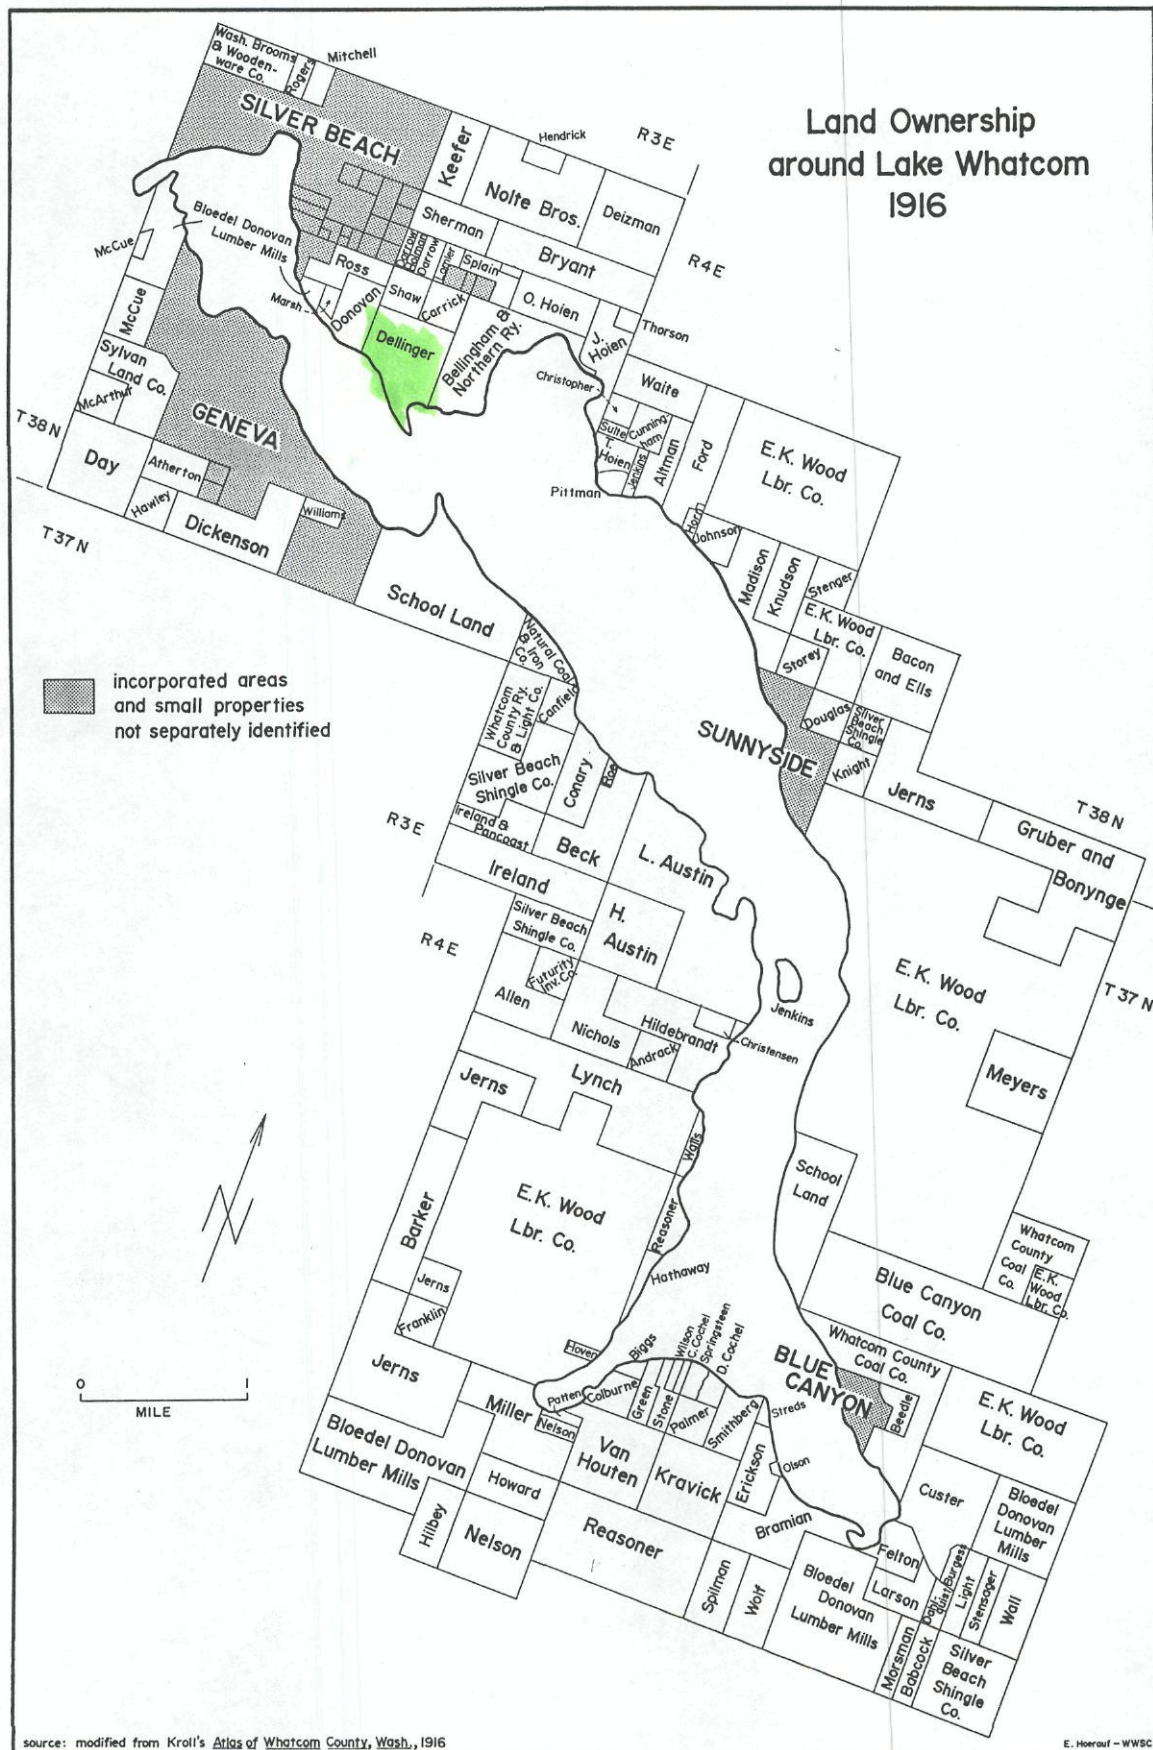 Land Ownership
around Lake Whatcom
1916
Wash. Brooms
& Wooden-
ware Co.
Rogers
Mitchell
SILVER BEACH
Keefer
Hendrick
R3E
Nolte Bros.
Deizman
R4E
Sherman
Bryant
Bloedel Donovan
Lumber Mills
McCue
McCue
Marsh
Ross
Donovan
Darrow
Holman
Darrow
Splain
Shaw
Carrick
Dellinger
Bellingham &
Northern Ry.
O. Hoien
J.
Hoien
Thorson
Sylvan
Land Co.
McArthur
GENEVA
T38N
Day
Atherton
Hawley
Dickenson
Williams
T37N
School Land
Christopher
Waite
Sulte
Cunning-
ham
T.
Hoien
Jenkins
Altman
Ford
E.K. Wood
Lbr. Co.
Pittman
Horn
Johnson
Madison
Knudson
Stenger
E.K. Wood
Lbr. Co.
Storey
Bacon
and Ells
SUNNYSIDE
Douglas
Silver
Beach
Shingle
Co.
Knight
Jerns
Gruber and
Bonynge
T38N
T37N
incorporated areas
and small properties
not separately identified
Natural Coal
& Iron
Co.
Whatcom
County Ry.
& Light Co.
Canfield
Silver Beach
Shingle Co.
Conary
Roe
Ireland &
Pancoast
Beck
L. Austin
R3E
Ireland
H.
Austin
Silver Beach
Shingle Co.
R4E
Futurity
Inv. Co.
Allen
Nichols
Hildebrandt
Andrack
Christensen
Jenkins
E.K. Wood
Lbr. Co.
Meyers
Jerns
Lynch
Walls
Barker
E.K. Wood
Lbr. Co.
Reasoner
Hathaway
School
Land
Whatcom
County
Coal
Co.
E.K.
Wood
Lbr. Co.
Blue Canyon
Coal Co.
Whatcom County
Coal Co.
BLUE
CANYON
Beedle
E.K. Wood
Lbr. Co.
Jerns
Franklin
Jerns
Hoven
Biggs
Wilson
C. Cochel
Springsteen
D. Cochel
Patten
Colburne
Green
Stone
Palmer
Smithberg
Streds
Miller
Nelson
Van
Houten
Kravick
Erickson
Olson
Bloedel Donovan
Lumber Mills
Howard
Hilbey
Nelson
Reasoner
Bramian
Spilman
Wolf
Bloedel
Donovan
Lumber Mills
Felton
Larson
Custer
Bloedel
Donovan
Lumber
Mills
Dahl-
quist
Burgess
Light
Stensager
Wall
Morsman
Babcock
Silver
Beach
Shingle
Co.
0
1
MILE
source: modified from Kroll's Atlas of Whatcom County, Wash., 1916
E. Hoerauf - WWSC